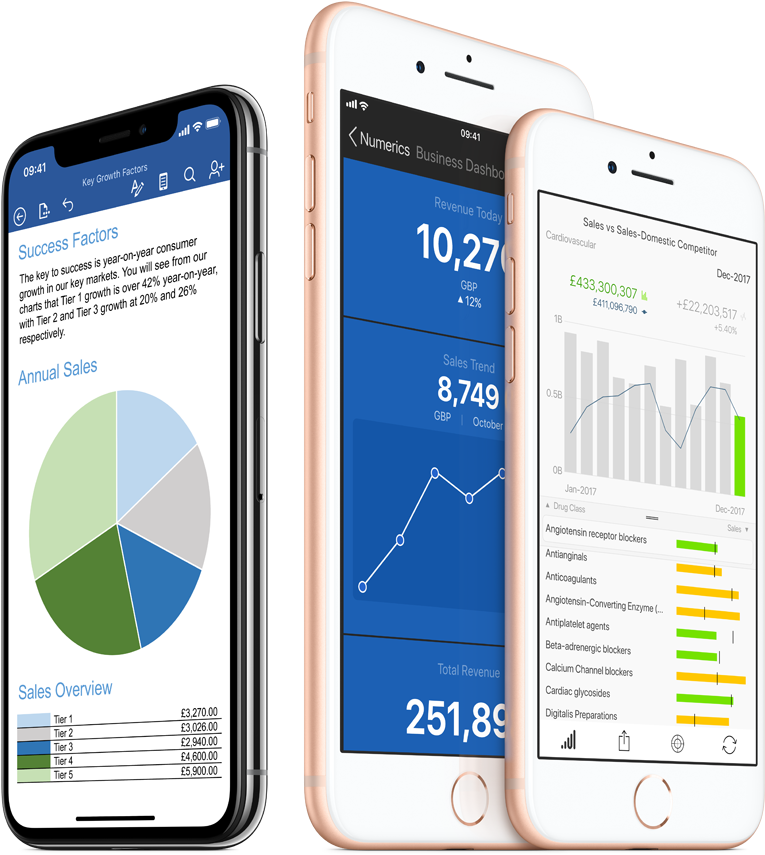 09:41
Key Growth Factors
Success Factors
The key to success is year-on-year consumer
growth in our key markets. You will see from our
charts that Tier 1 growth is over 42% year-on-year,
with Tier 2 and Tier 3 growth at 20% and 26%
respectively.
Annual Sales
Sales Overview
Tier 1 £3,270.00
Tier 2 £3,026.00
Tier 3 £2,940.00
Tier 4 £4,600.00
Tier 5 £5,900.00
09:41
Numerics Business Dashbo
Revenue Today
10,270
GBP
▲12%
Sales Trend
8,749
GBP | October
Total Revenue
251,89
Sales vs Sales-Domestic Competitor
Cardiovascular
Dec-2017
£433,300,307 +£22,203,517
£411,096,790 +5.40%
1B
0.5B
0B
Jan-2017 Dec-2017
▲ Drug Class Sales ▼
Angiotensin receptor blockers
Antianginals
Anticoagulants
Angiotensin-Converting Enzyme (...
Antiplatelet agents
Beta-adrenergic blockers
Calcium Channel blockers
Cardiac glycosides
Digitalis Preparations